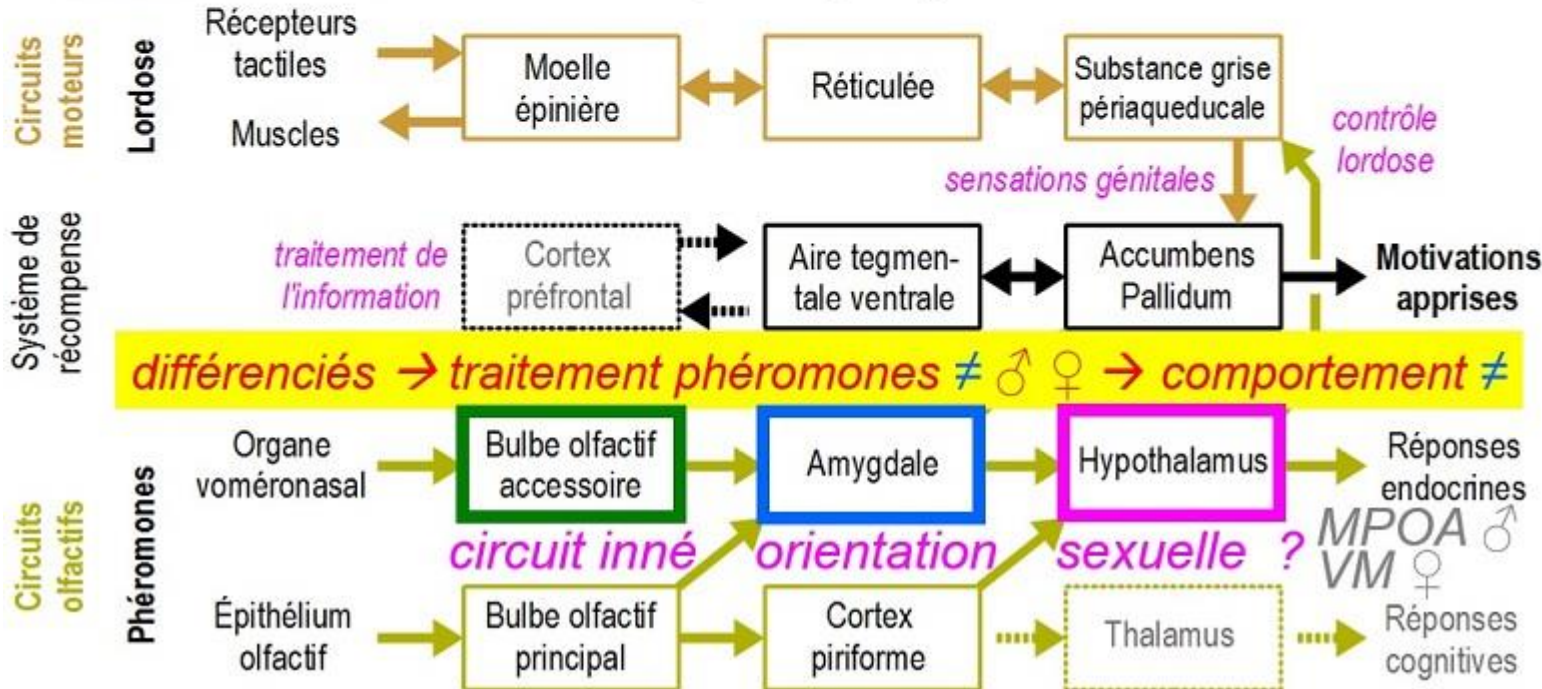 Circuits
moteurs
Lordose
Récepteurs
tactiles
Muscles
Moelle
épinière
Réticulée
Substance grise
périaqueducale
contrôle
lordose
sensations génitales
Système de
récompense
traitement de
l'information
Cortex
préfrontal
Aire tegmen-
tale ventrale
Accumbens
Pallidum
Motivations
apprises
différenciés → traitement phéromones ≠ ♂ ♀ → comportement ≠
Circuits
olfactifs
Phéromones
Organe
voméronasal
Bulbe olfactif
accessoire
Amygdale
Hypothalamus
Réponses
endocrines
circuit inné orientation sexuelle ?
MPOA ♂
VM ♀
Épithélium
olfactif
Bulbe olfactif
principal
Cortex
piriforme
Thalamus
Réponses
cognitives